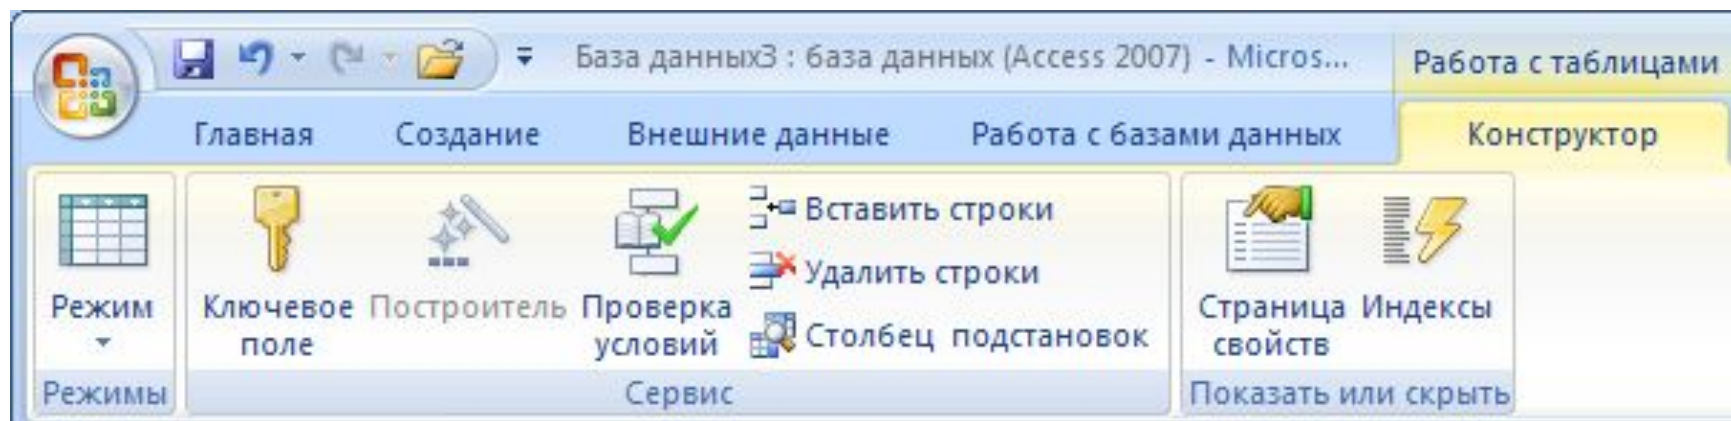 База данных3 : база данных (Access 2007) - Micros...
Работа с таблицами
Главная Создание Внешние данные Работа с базами данных Конструктор
Режим
Ключевое поле
Построитель
Проверка условий
Вставить строки
Удалить строки
Столбец подстановок
Страница свойств
Индексы
Режимы
Сервис
Показать или скрыть